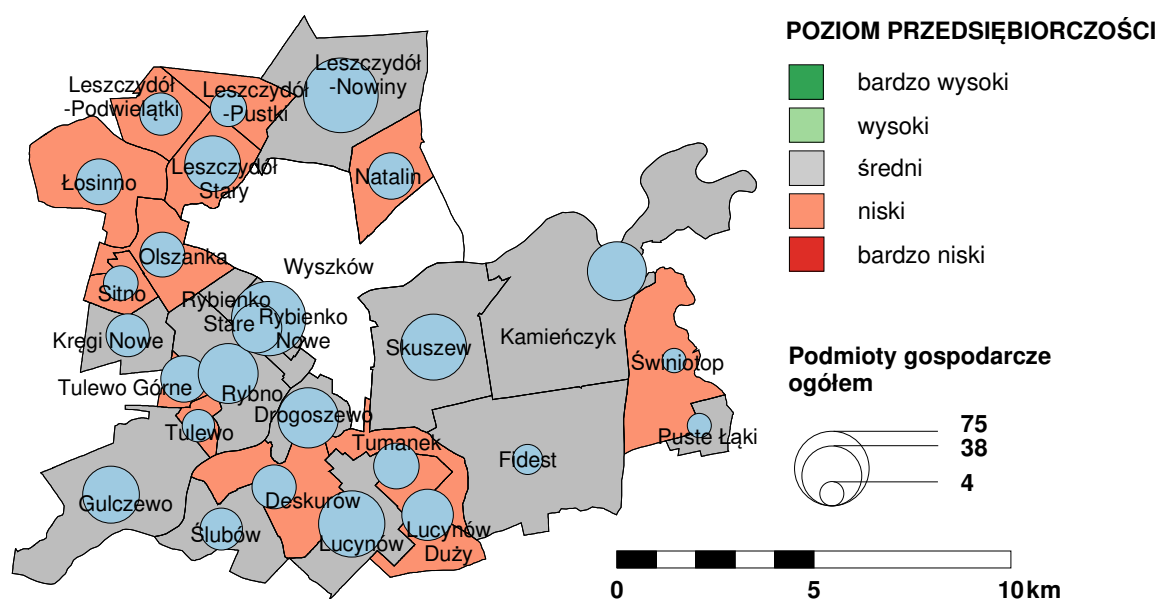 POZIOM PRZEDSIĘBIORCZOŚCI
bardzo wysoki
wysoki
średni
niski
bardzo niski
Podmioty gospodarcze
ogółem
75
38
4
0
5
10 km
Leszczydół
-Nowiny
Leszczydół
-Podwielątki
Leszczydół
-Pustki
Leszczydół
Stary
Natalin
Łosinno
Olszanka
Wyszków
Sitno
Rybienko
Stare
Rybienko
Nowe
Kręgi Nowe
Skuszew
Kamieńczyk
Świniotop
Tulewo Górne
Rybno
Drogoszewo
Tulewo
Tumanek
Fidest
Puste Łąki
Gulczewo
Deskurów
Ślubów
Lucynów
Lucynów
Duży